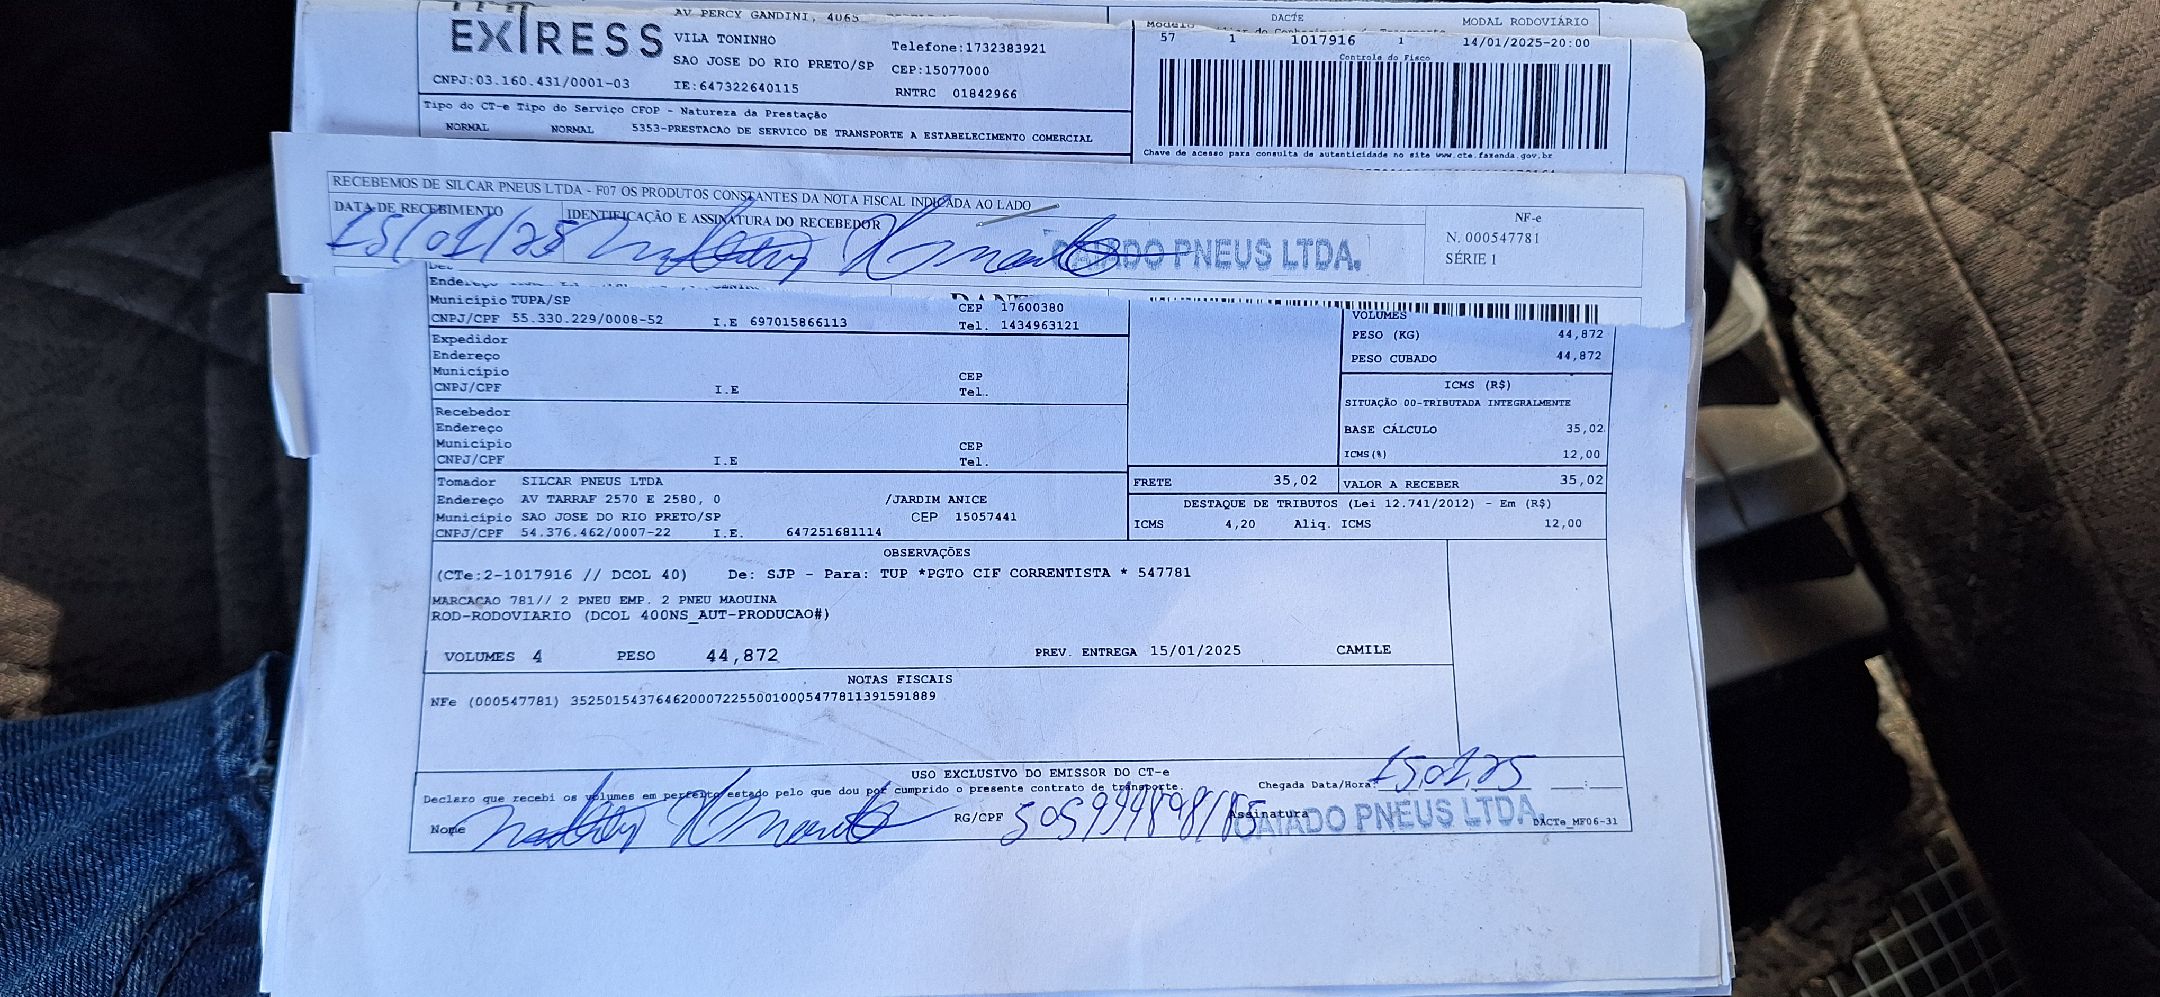 EXPRESS
AV PERCY GANDINI, 4065
VILA TONINHO
Telefone:1732383921
SAO JOSE DO RIO PRETO/SP CEP:15077000
CNPJ:03.160.431/0001-03 IE:647322640115 RNTRC 01842966
Tipo do CT-e Tipo do Serviço CFOP - Natureza da Prestação
NORMAL NORMAL 5353-PRESTACAO DE SERVICO DE TRANSPORTE A ESTABELECIMENTO COMERCIAL
DACTE
MODAL RODOVIÁRIO
Modelo
57 1 1017916 1 14/01/2025-20:00
Controle do Fisco
Chave de acesso para consulta de autenticidade no site www.cte.fazenda.gov.br
RECEBEMOS DE SILCAR PNEUS LTDA - F07 OS PRODUTOS CONSTANTES DA NOTA FISCAL INDICADA AO LADO
DATA DE RECEBIMENTO IDENTIFICAÇÃO E ASSINATURA DO RECEBEDOR
15/01/25
CAIADO PNEUS LTDA.
NF-e
N. 000547781
SÉRIE 1
Município TUPA/SP CEP 17600380
CNPJ/CPF 55.330.229/0008-52 I.E 697015866113 Tel. 1434963121
Expedidor
Endereço
Município CEP
CNPJ/CPF I.E Tel.
Recebedor
Endereço
Município CEP
CNPJ/CPF I.E Tel.
VOLUMES
PESO (KG) 44,872
PESO CUBADO 44,872
ICMS (R$)
SITUAÇÃO 00-TRIBUTADA INTEGRALMENTE
BASE CÁLCULO 35,02
ICMS(%) 12,00
Tomador SILCAR PNEUS LTDA
Endereço AV TARRAF 2570 E 2580, 0 /JARDIM ANICE
Município SAO JOSE DO RIO PRETO/SP CEP 15057441
CNPJ/CPF 54.376.462/0007-22 I.E. 647251681114
FRETE 35,02 VALOR A RECEBER 35,02
DESTAQUE DE TRIBUTOS (Lei 12.741/2012) - Em (R$)
ICMS 4,20 Aliq. ICMS 12,00
OBSERVAÇÕES
(CTe:2-1017916 // DCOL 40) De: SJP - Para: TUP *PGTO CIF CORRENTISTA * 547781
MARCACAO 781// 2 PNEU EMP. 2 PNEU MAQUINA
ROD-RODOVIARIO (DCOL 400NS_AUT-PRODUCAO#)
VOLUMES 4 PESO 44,872 PREV. ENTREGA 15/01/2025 CAMILE
NOTAS FISCAIS
NFe (000547781) 35250154376462000722550010005477811391591889
USO EXCLUSIVO DO EMISSOR DO CT-e
Declaro que recebi os volumes em perfeito estado pelo que dou por cumprido o presente contrato de transporte.
Chegada Data/Hora: 15.01.25
Nome RG/CPF Assinatura
CAIADO PNEUS LTDA.
DACTe_MF06-31